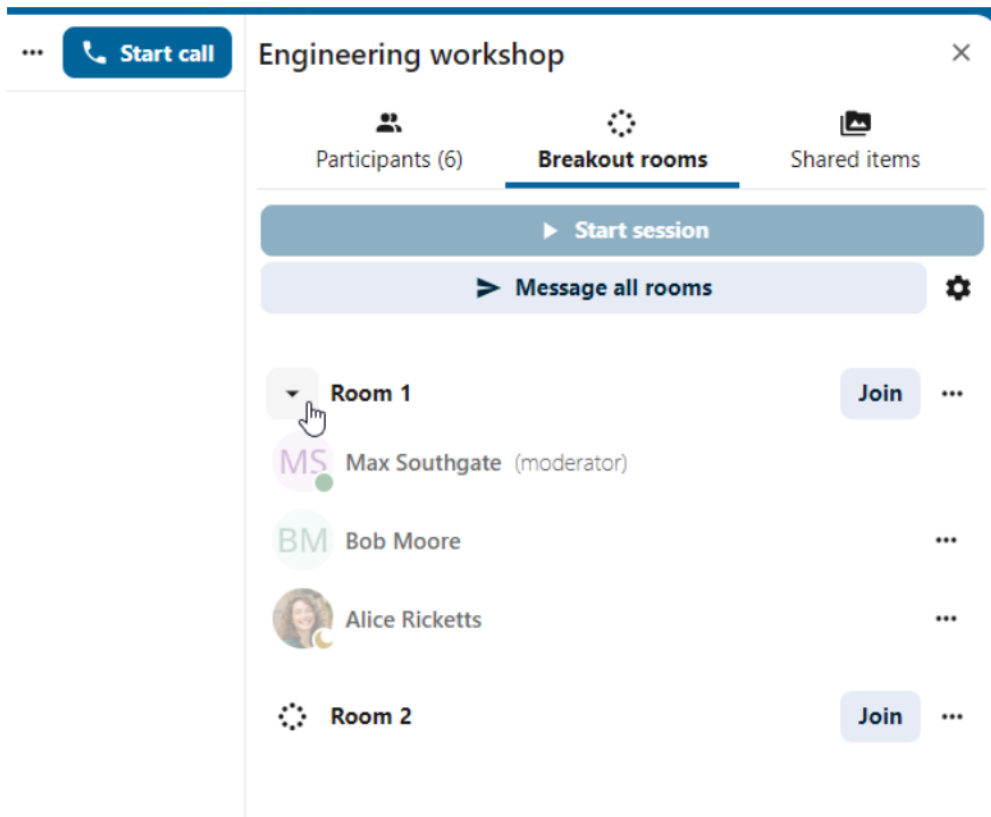 Start call
Engineering workshop
Participants (6)
Breakout rooms
Shared items
Start session
Message all rooms
Room 1
Join
MS
Max Southgate (moderator)
BM
Bob Moore
Alice Ricketts
Room 2
Join